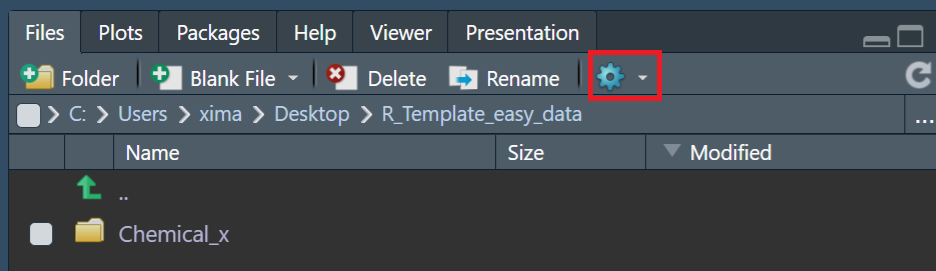 Files Plots Packages Help Viewer Presentation
Folder Blank File Delete Rename
C: Users xima Desktop R_Template_easy_data ...
Name Size Modified
..
Chemical_x